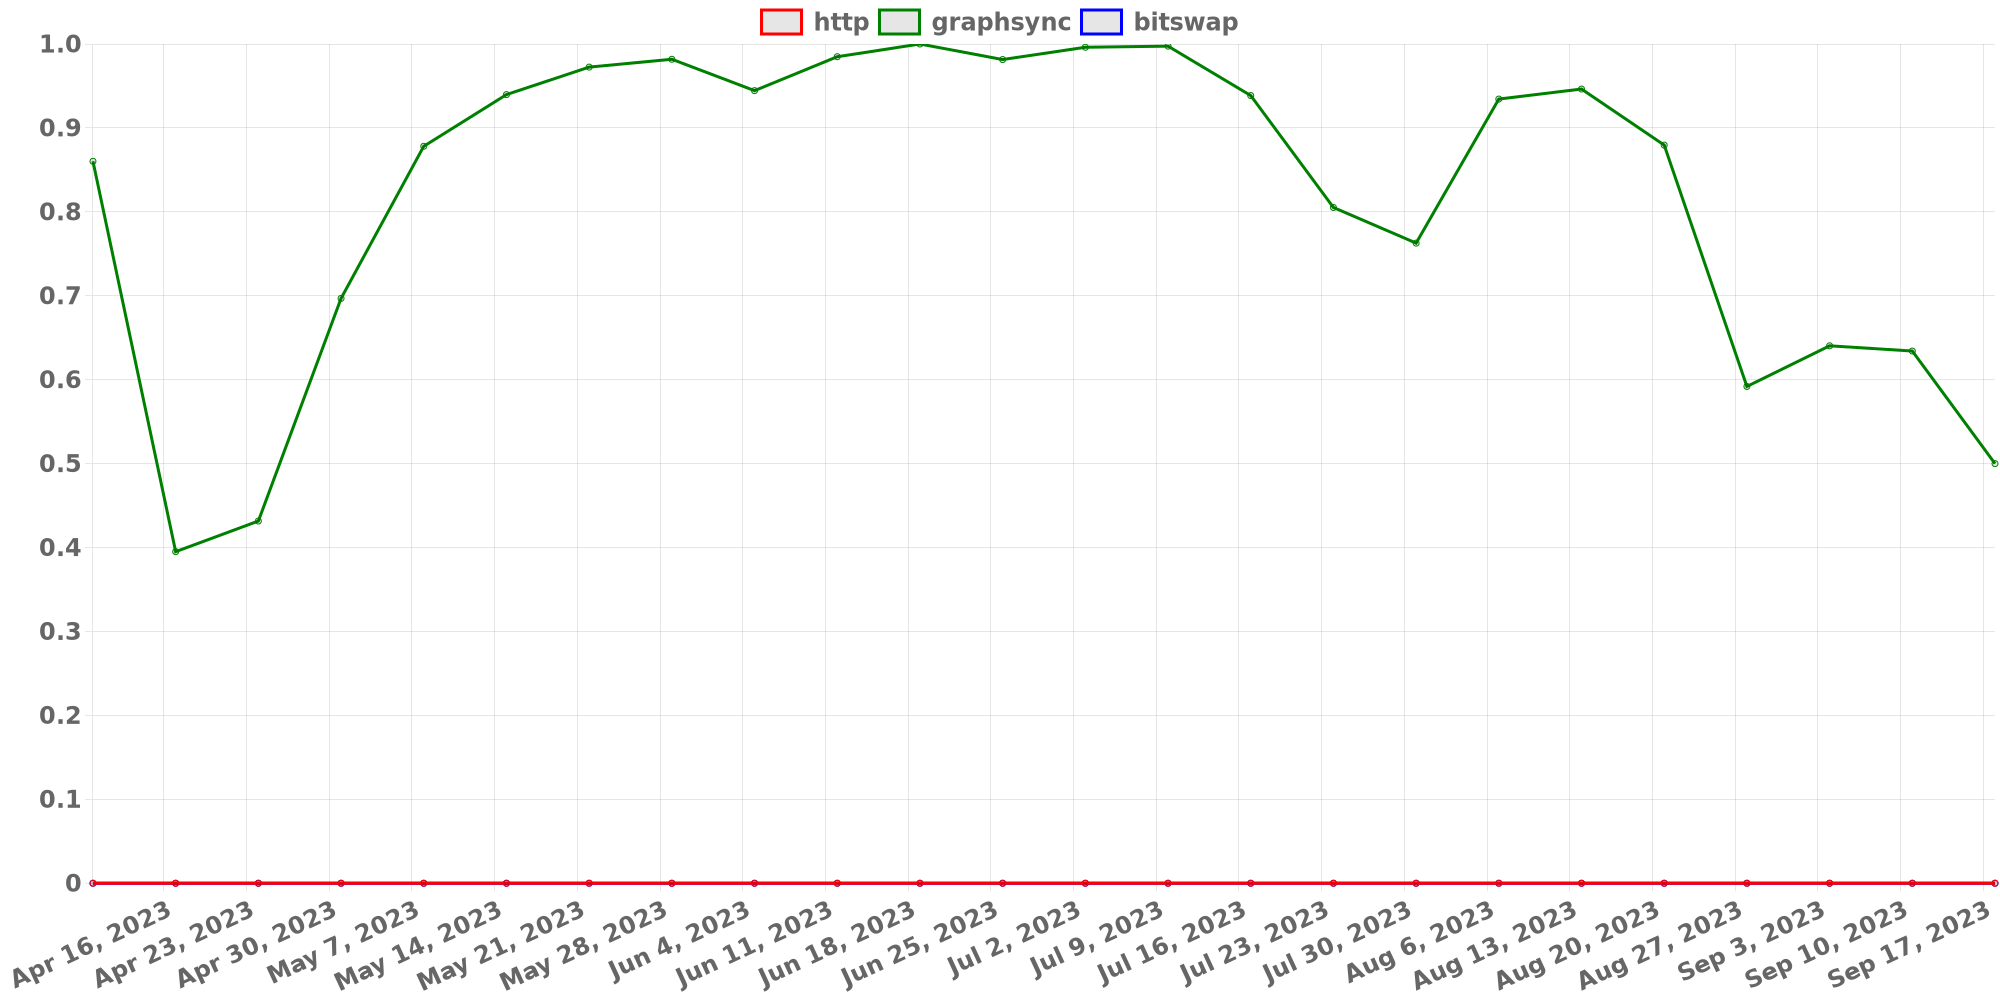 http graphsync bitswap
1.0
0.9
0.8
0.7
0.6
0.5
0.4
0.3
0.2
0.1
0
Apr 16, 2023
Apr 23, 2023
Apr 30, 2023
May 7, 2023
May 14, 2023
May 21, 2023
May 28, 2023
Jun 4, 2023
Jun 11, 2023
Jun 18, 2023
Jun 25, 2023
Jul 2, 2023
Jul 9, 2023
Jul 16, 2023
Jul 23, 2023
Jul 30, 2023
Aug 6, 2023
Aug 13, 2023
Aug 20, 2023
Aug 27, 2023
Sep 3, 2023
Sep 10, 2023
Sep 17, 2023